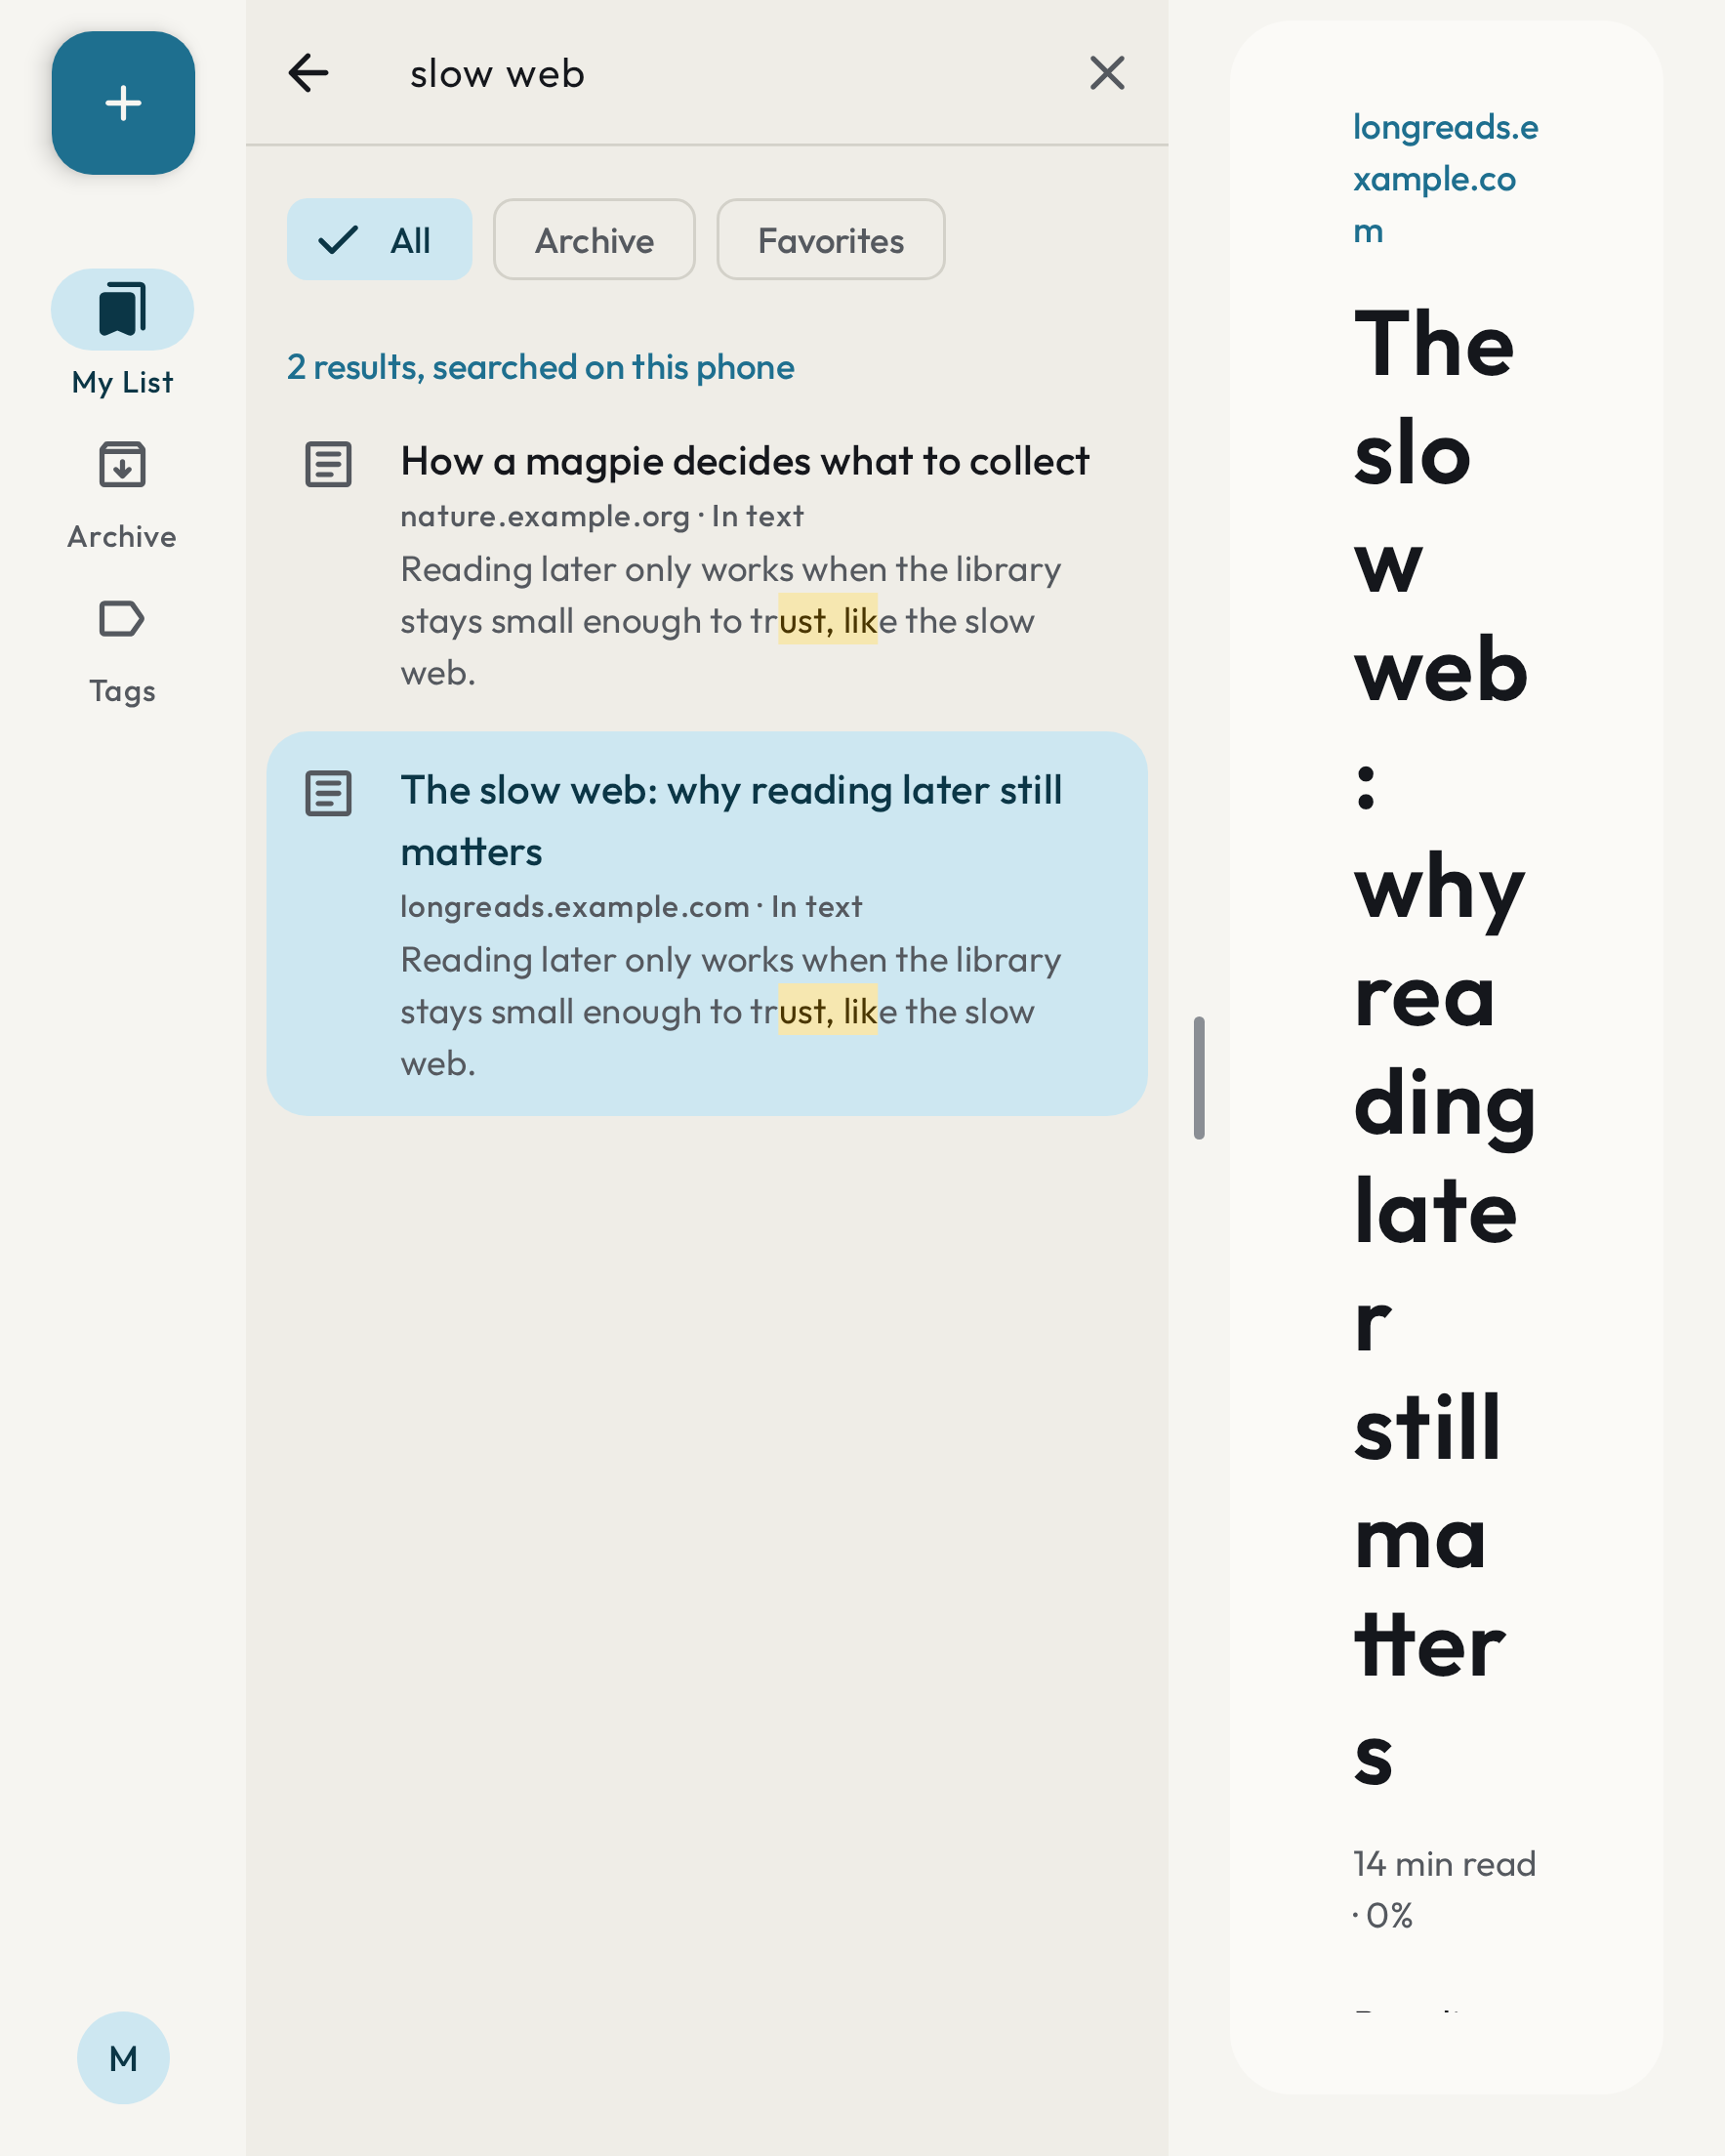 My List
Archive
Tags
M
slow web
All
Archive
Favorites
2 results, searched on this phone
How a magpie decides what to collect
nature.example.org · In text
Reading later only works when the library
stays small enough to trust, like the slow
web.
The slow web: why reading later still
matters
longreads.example.com · In text
Reading later only works when the library
stays small enough to trust, like the slow
web.
longreads.e
xample.co
m
The
slo
w
web
:
why
rea
ding
late
r
still
ma
tter
s
14 min read
· 0%